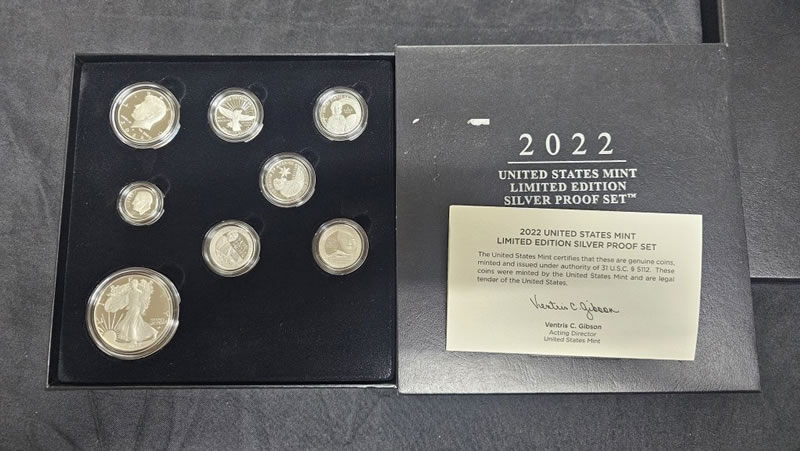 2022
UNITED STATES MINT
LIMITED EDITION
SILVER PROOF SET™
2022 UNITED STATES MINT
LIMITED EDITION SILVER PROOF SET
The United States Mint certifies that these are genuine coins,
minted and issued under authority of 31 U.S.C. § 5112. These
coins were minted by the United States Mint and are legal
tender of the United States.
Ventris C. Gibson
Ventris C. Gibson
Acting Director
United States Mint